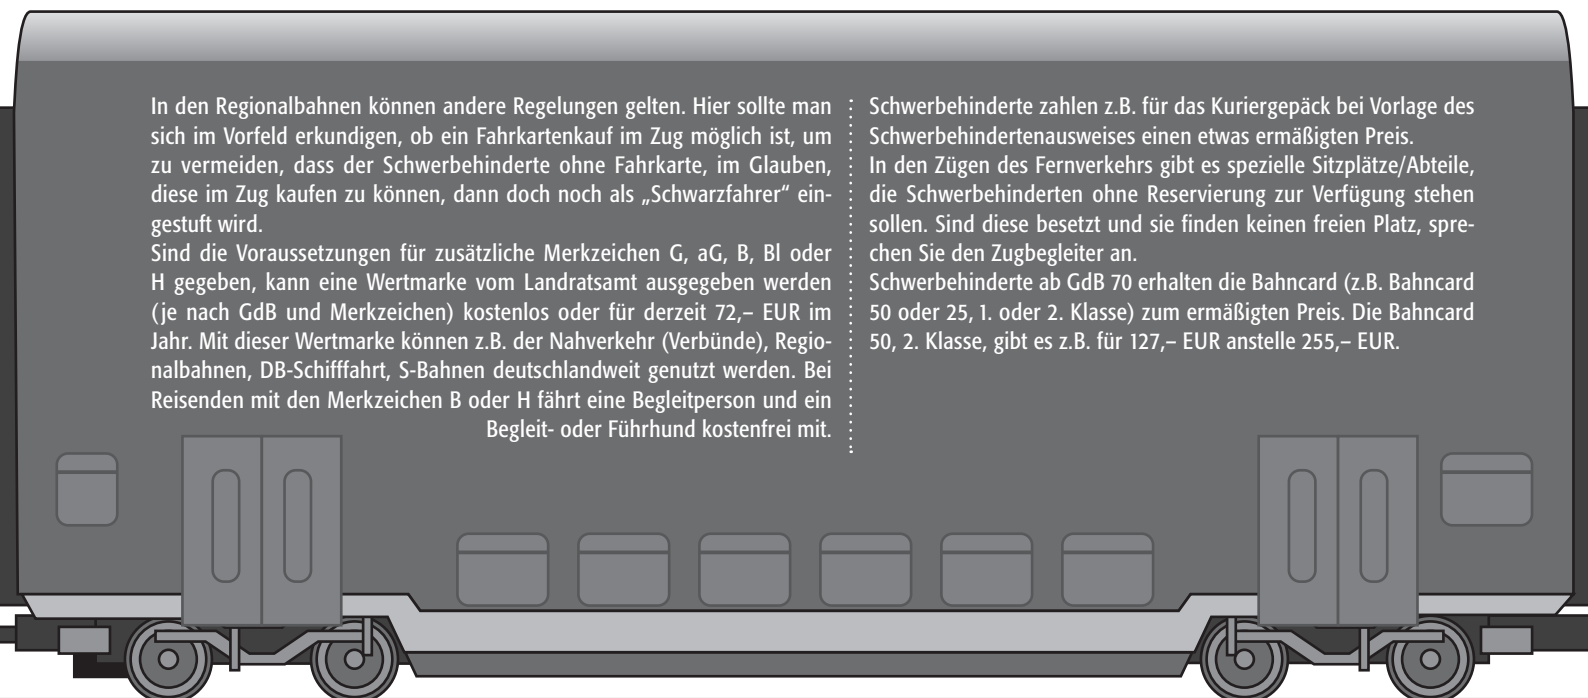 In den Regionalbahnen können andere Regelungen gelten. Hier sollte man
sich im Vorfeld erkundigen, ob ein Fahrkartenkauf im Zug möglich ist, um
zu vermeiden, dass der Schwerbehinderte ohne Fahrkarte, im Glauben,
diese im Zug kaufen zu können, dann doch noch als „Schwarzfahrer“ ein-
gestuft wird.
Sind die Voraussetzungen für zusätzliche Merkzeichen G, aG, B, Bl oder
H gegeben, kann eine Wertmarke vom Landratsamt ausgegeben werden
(je nach GdB und Merkzeichen) kostenlos oder für derzeit 72,– EUR im
Jahr. Mit dieser Wertmarke können z.B. der Nahverkehr (Verbünde), Regio-
nalbahnen, DB-Schifffahrt, S-Bahnen deutschlandweit genutzt werden. Bei
Reisenden mit den Merkzeichen B oder H fährt eine Begleitperson und ein
Begleit- oder Führhund kostenfrei mit.
Schwerbehinderte zahlen z.B. für das Kuriergepäck bei Vorlage des
Schwerbehindertenausweises einen etwas ermäßigten Preis.
In den Zügen des Fernverkehrs gibt es spezielle Sitzplätze/Abteile,
die Schwerbehinderten ohne Reservierung zur Verfügung stehen
sollen. Sind diese besetzt und sie finden keinen freien Platz, spre-
chen Sie den Zugbegleiter an.
Schwerbehinderte ab GdB 70 erhalten die Bahncard (z.B. Bahncard
50 oder 25, 1. oder 2. Klasse) zum ermäßigten Preis. Die Bahncard
50, 2. Klasse, gibt es z.B. für 127,– EUR anstelle 255,– EUR.